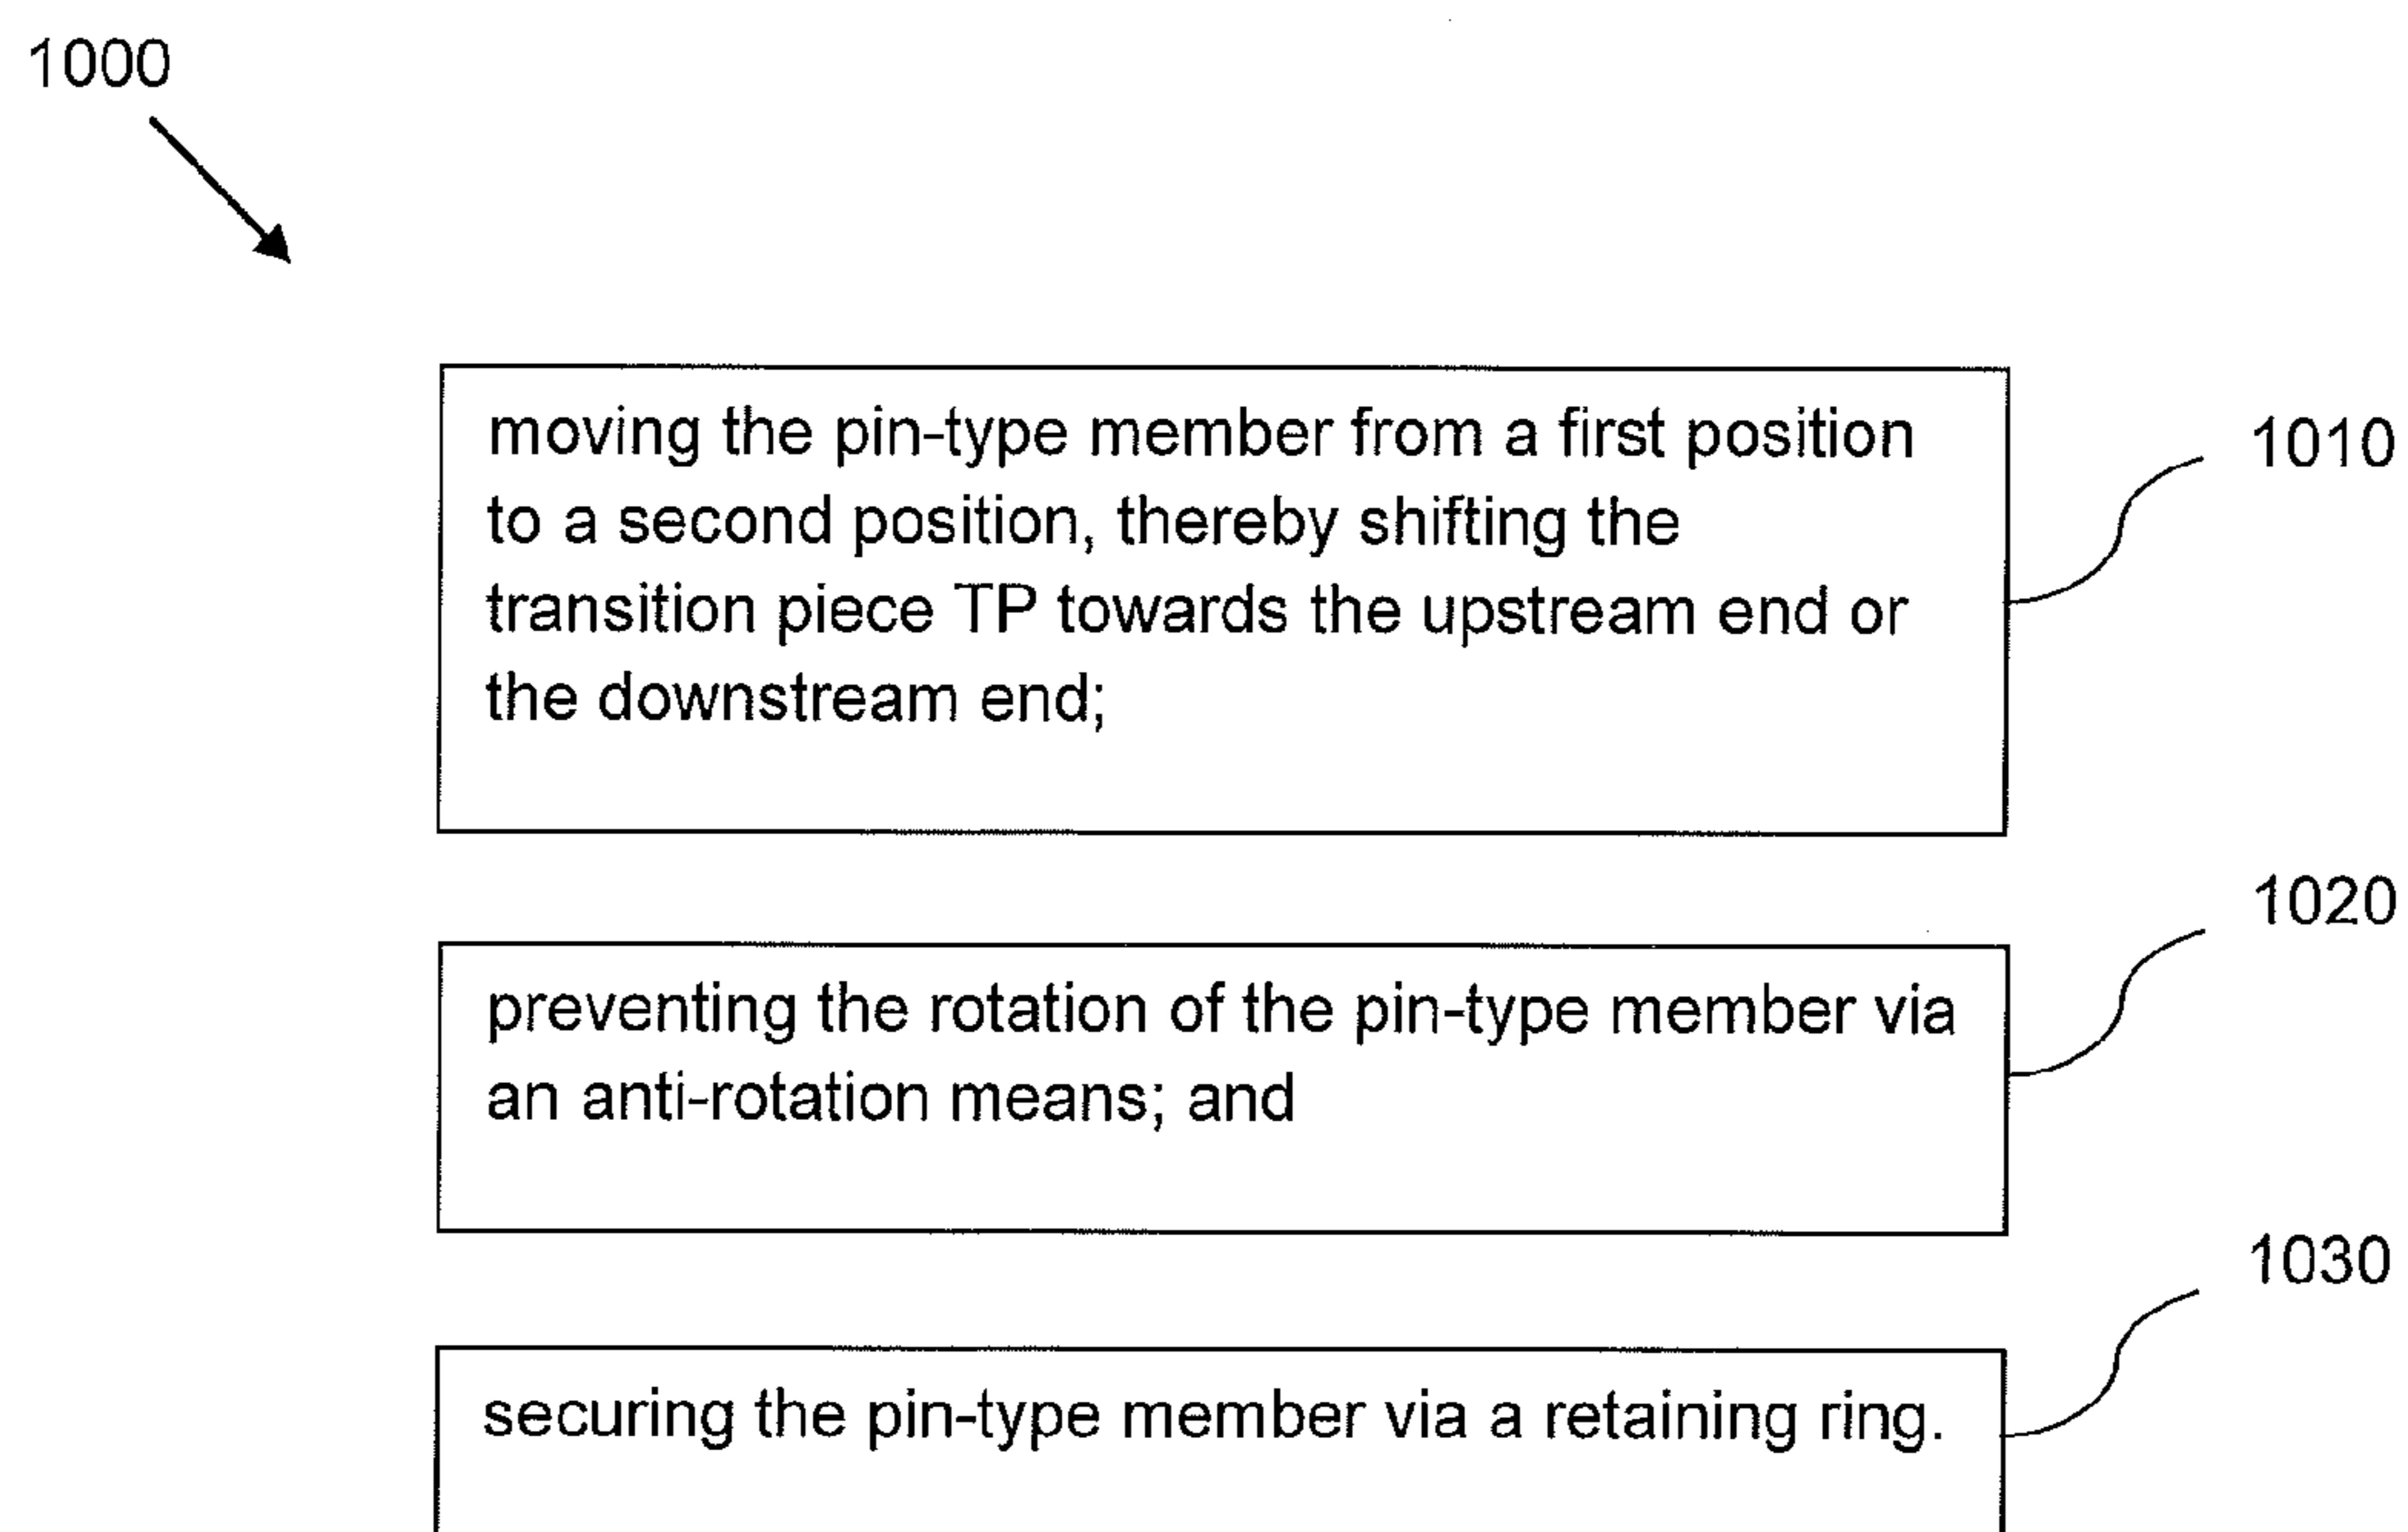 1000
moving the pin-type member from a first position
to a second position, thereby shifting the
transition piece TP towards the upstream end or
the downstream end;
1010
preventing the rotation of the pin-type member via
an anti-rotation means; and
1020
securing the pin-type member via a retaining ring.
1030